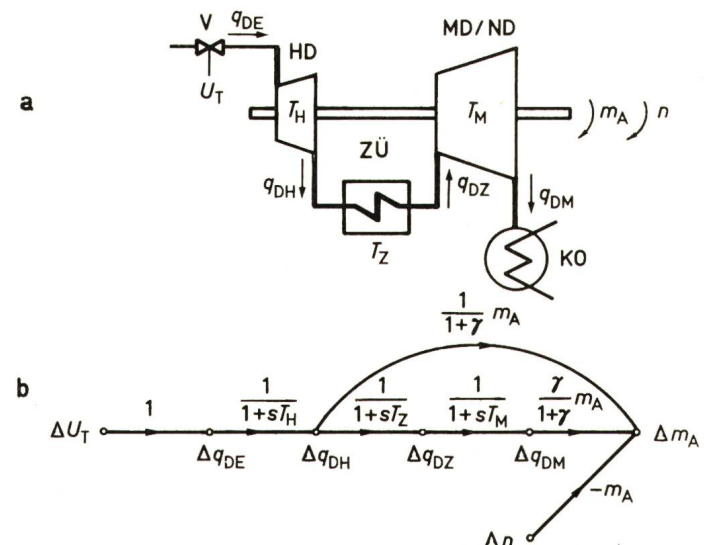 V
q_DE
HD
MD/ND
a
U_T
T_H
T_M
m_A
n
ZÜ
q_DH
q_DZ
q_DM
T_Z
KO
1/(1+γ) m_A
b
1
1/(1+sT_H)
1/(1+sT_Z)
1/(1+sT_M)
γ/(1+γ) m_A
ΔU_T
Δq_DE
Δq_DH
Δq_DZ
Δq_DM
Δm_A
-m_A
Δn